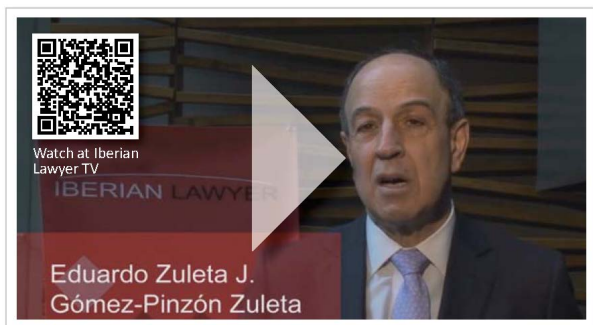 Watch at Iberian
Lawyer TV
IBERIAN LAWYER
Eduardo Zuleta J.
Gómez-Pinzón Zuleta